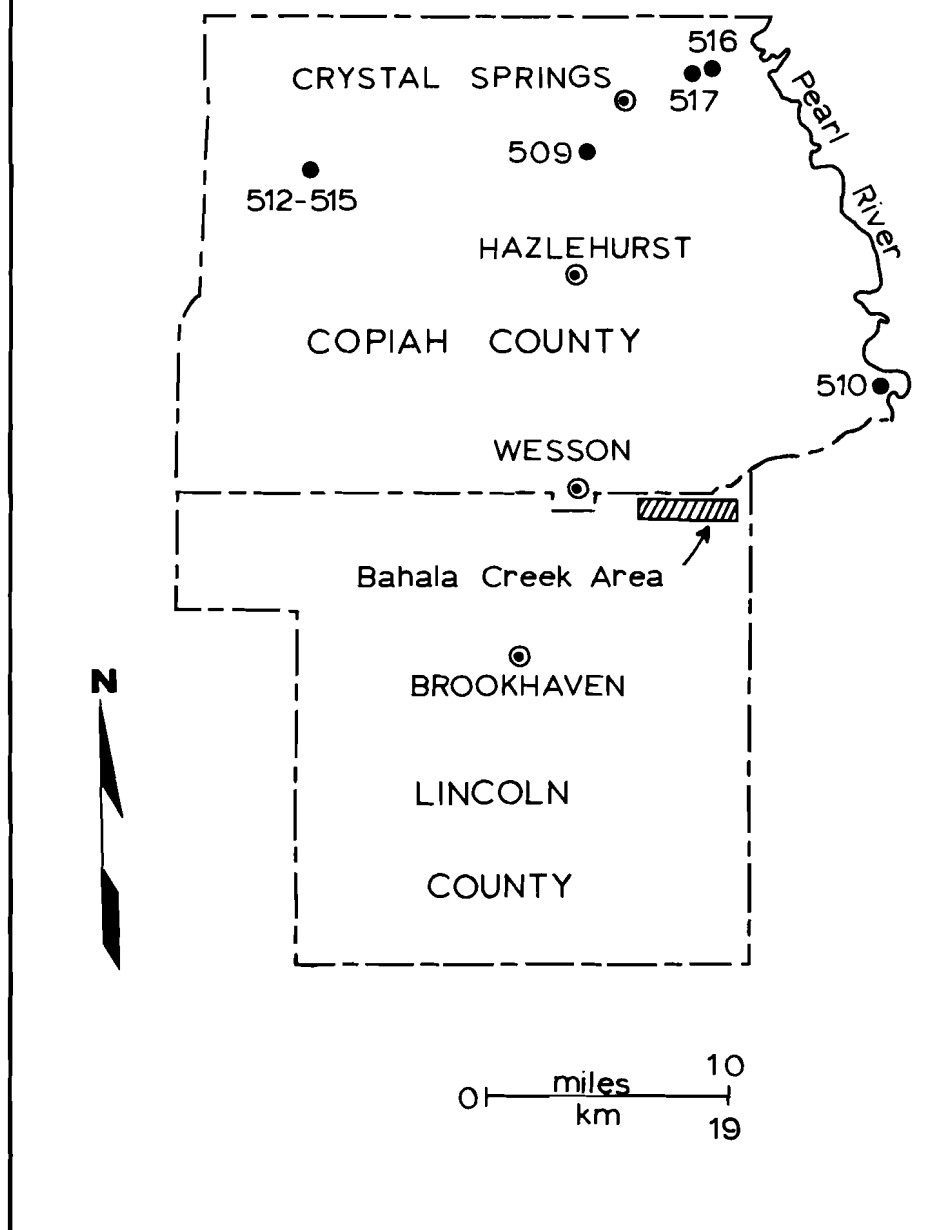 516
CRYSTAL SPRINGS
517
Pearl River
509
512-515
HAZLEHURST
COPIAH COUNTY
510
WESSON
Bahala Creek Area
N
BROOKHAVEN
LINCOLN
COUNTY
10
0 miles
km
19